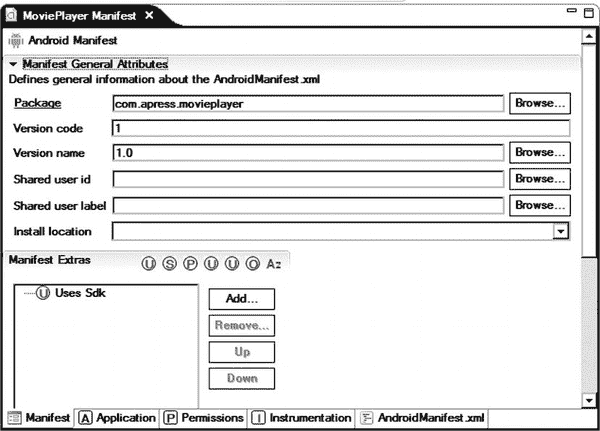 MoviePlayer Manifest
Android Manifest
Manifest General Attributes
Defines general information about the AndroidManifest.xml
Package com.apress.movieplayer Browse...
Version code 1
Version name 1.0 Browse...
Shared user id Browse...
Shared user label Browse...
Install location
Manifest Extras U S P U U O Az
U Uses Sdk
Add...
Remove...
Up
Down
Manifest A Application P Permissions I Instrumentation AndroidManifest.xml